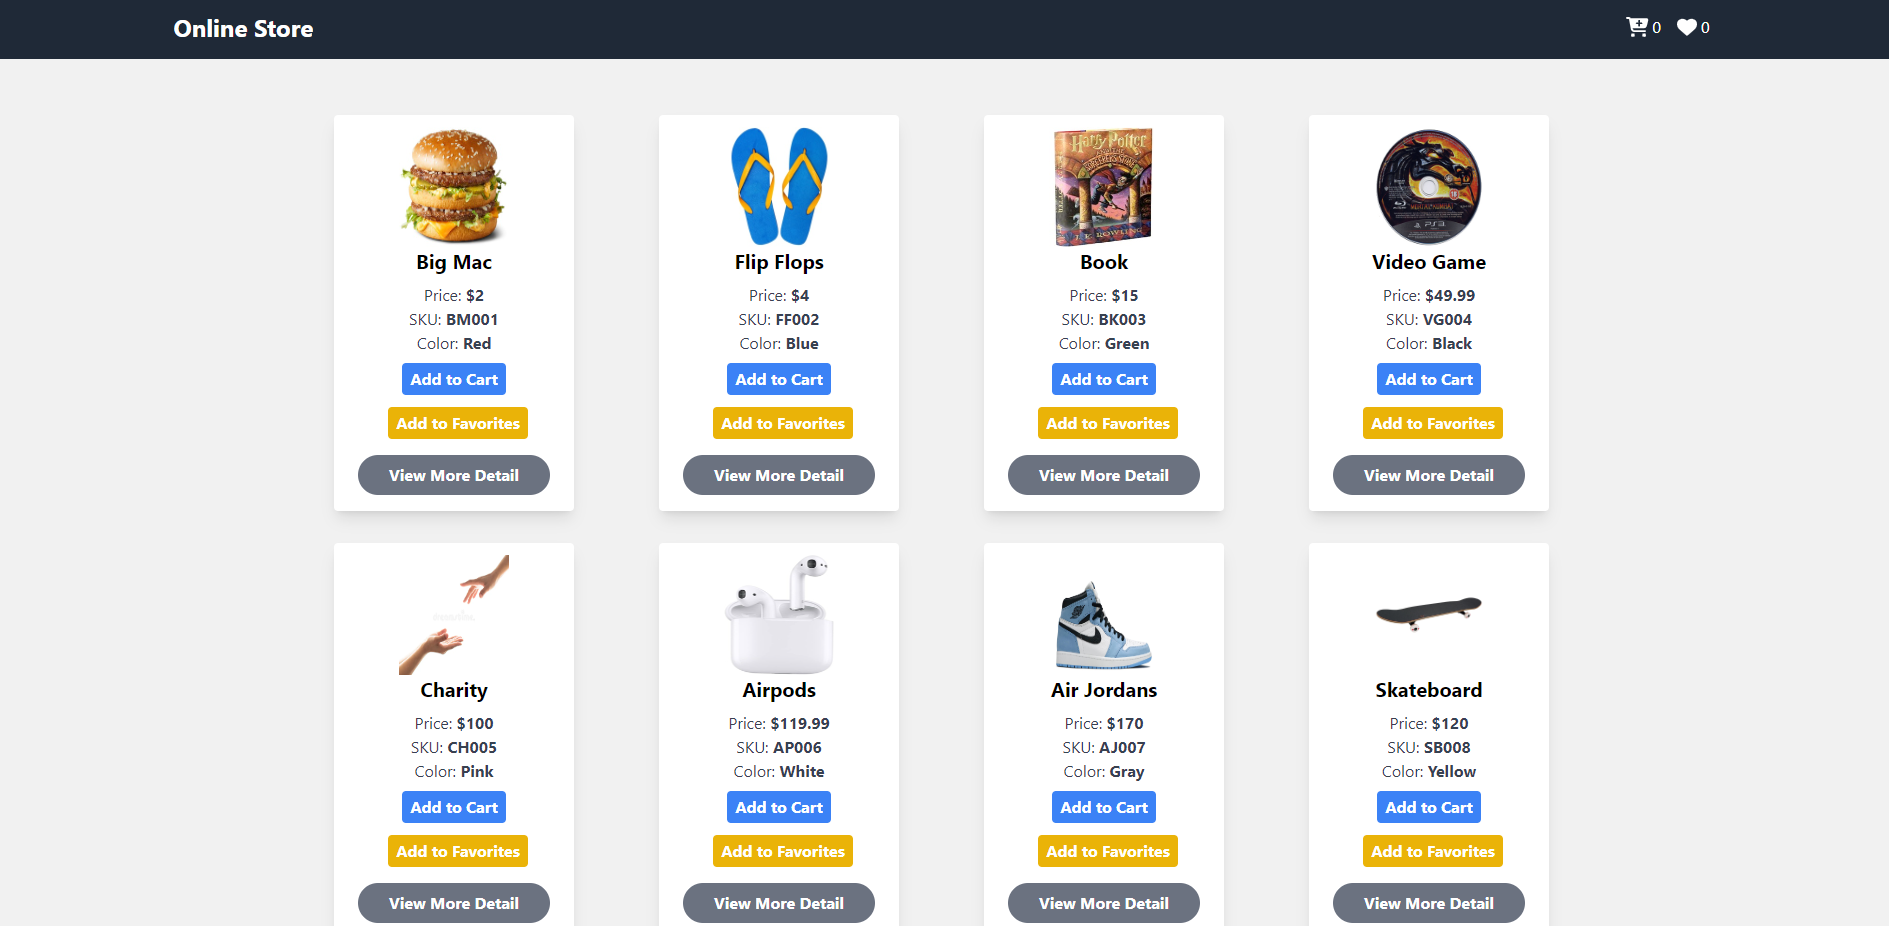 Online Store
0 0
Harry Potter
Big Mac
Price: $2
SKU: BM001
Color: Red
Add to Cart
Add to Favorites
View More Detail
Flip Flops
Price: $4
SKU: FF002
Color: Blue
Add to Cart
Add to Favorites
View More Detail
J. K. ROWLING
Book
Price: $15
SKU: BK003
Color: Green
Add to Cart
Add to Favorites
View More Detail
PS3
Video Game
Price: $49.99
SKU: VG004
Color: Black
Add to Cart
Add to Favorites
View More Detail
Charity
Price: $100
SKU: CH005
Color: Pink
Add to Cart
Add to Favorites
View More Detail
Airpods
Price: $119.99
SKU: AP006
Color: White
Add to Cart
Add to Favorites
View More Detail
Air Jordans
Price: $170
SKU: AJ007
Color: Gray
Add to Cart
Add to Favorites
View More Detail
Skateboard
Price: $120
SKU: SB008
Color: Yellow
Add to Cart
Add to Favorites
View More Detail